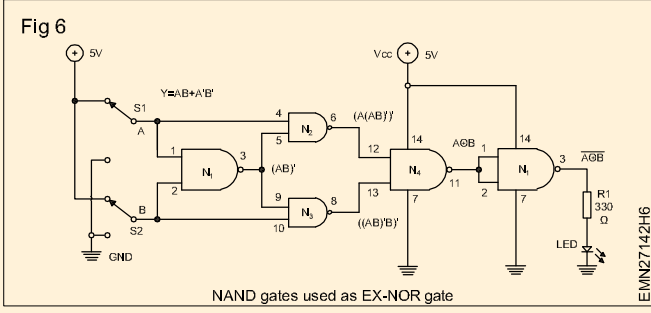 Fig 6
5V
Vcc
5V
Y=AB+A'B'
S1
A
4
5
6
N2
(A(AB)')'
1
2
3
N1
(AB)'
12
13
14
N4
11
7
A⊙B
1
2
14
N1
3
7
A⊙B
B
S2
9
10
N3
8
((AB)'B)'
R1
330
Ω
LED
GND
NAND gates used as EX-NOR gate
EMN27142H6